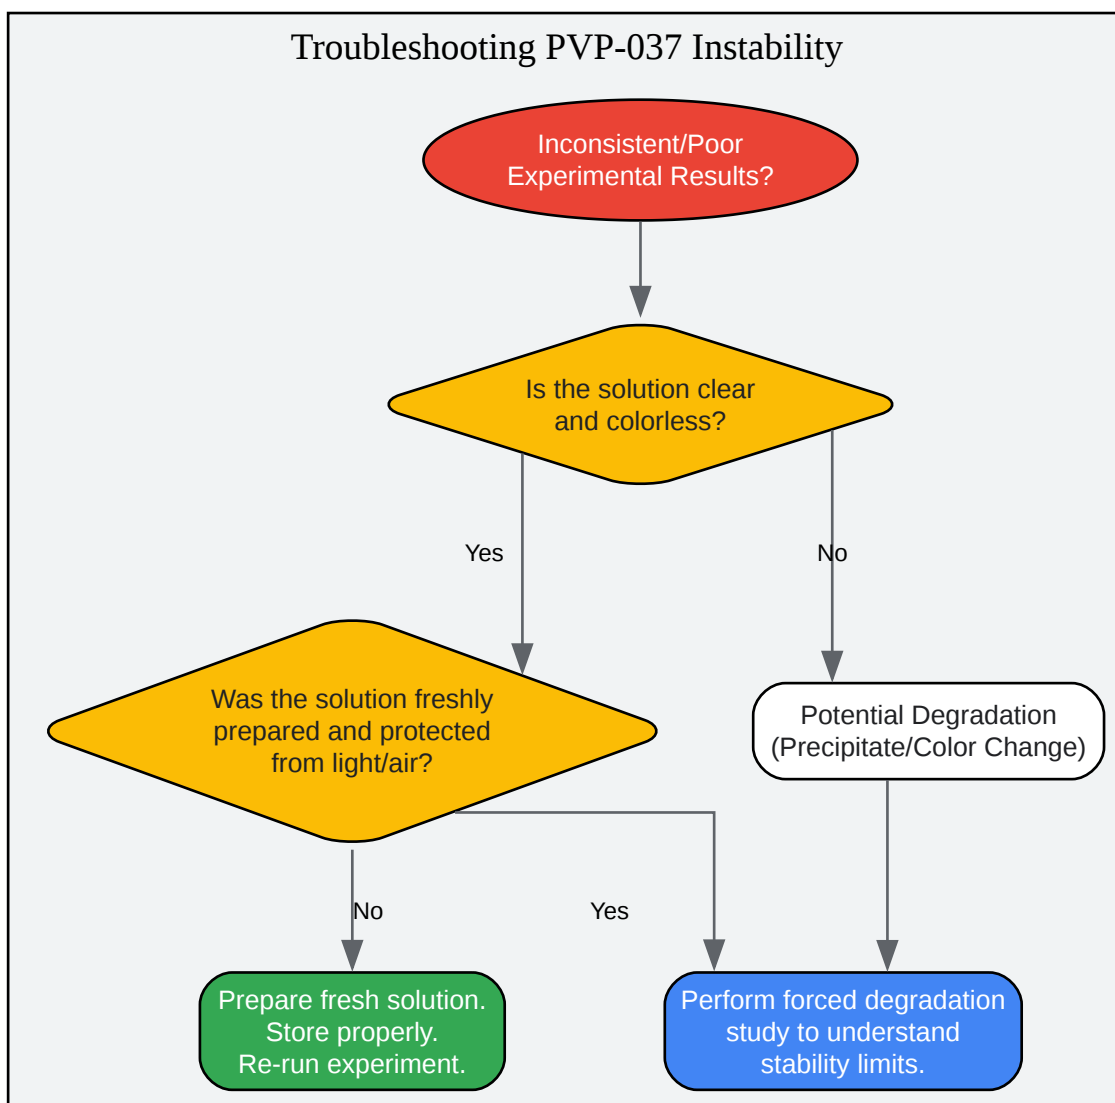 Troubleshooting PVP-037 Instability
Inconsistent/Poor
Experimental Results?
Is the solution clear
and colorless?
Yes
No
Was the solution freshly
prepared and protected
from light/air?
Potential Degradation
(Precipitate/Color Change)
No
Yes
Prepare fresh solution.
Store properly.
Re-run experiment.
Perform forced degradation
study to understand
stability limits.